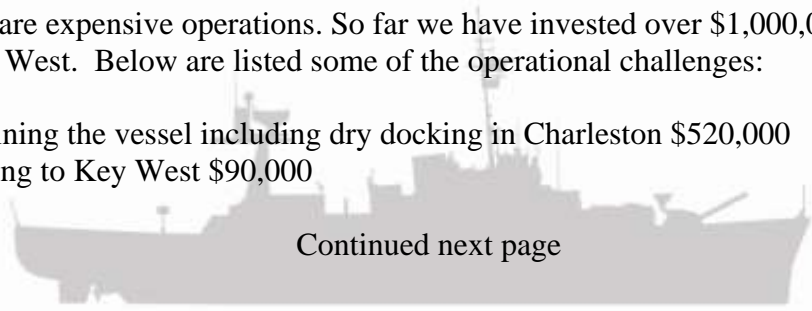 are expensive operations. So far we have invested over $1,000,0
West. Below are listed some of the operational challenges:
ning the vessel including dry docking in Charleston $520,000
ng to Key West $90,000
Continued next page